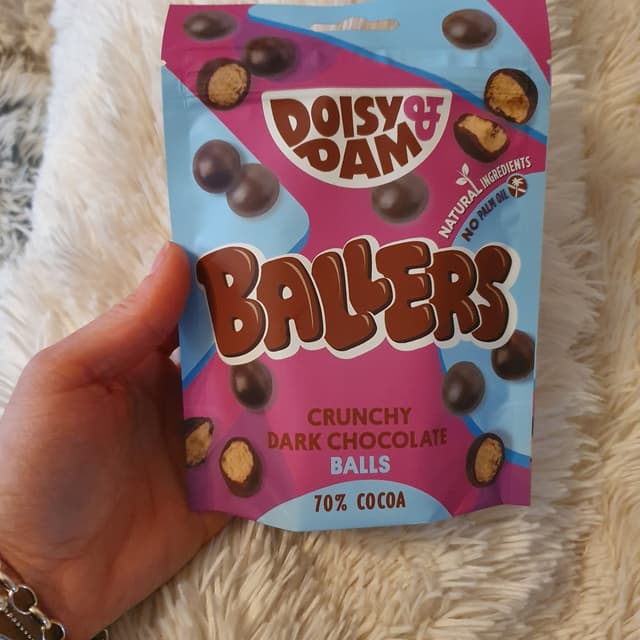 DOISY &
DAM
NATURAL INGREDIENTS
NO PALM OIL
BALLERS
CRUNCHY
DARK CHOCOLATE
BALLS
70% COCOA